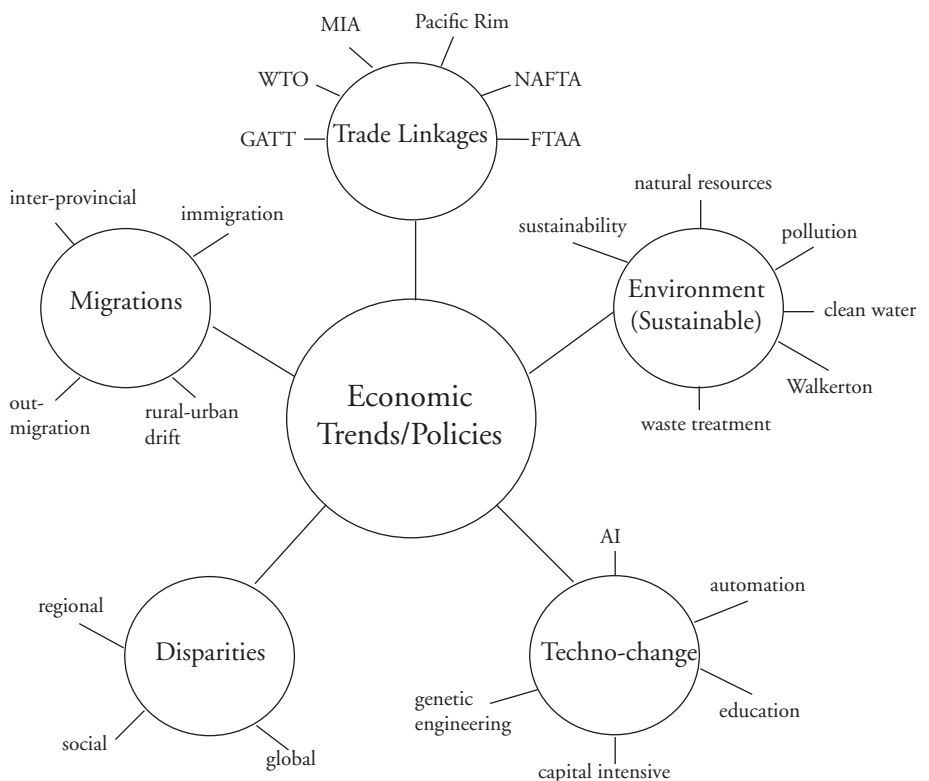 MIA
Pacific Rim
WTO
NAFTA
GATT
Trade Linkages
FTAA
inter-provincial
immigration
Migrations
out-
migration
rural-urban
drift
natural resources
sustainability
pollution
Environment
(Sustainable)
clean water
Walkerton
waste treatment
Economic
Trends/Policies
regional
Disparities
social
global
AI
automation
Techno-change
genetic
engineering
education
capital intensive